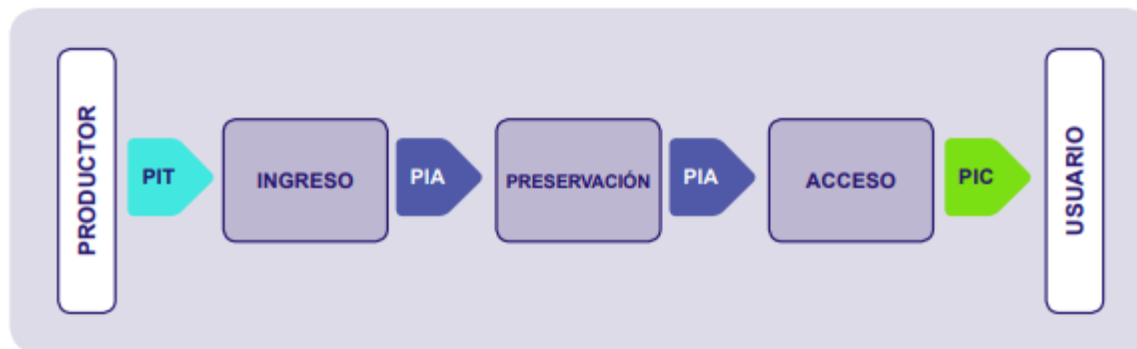 PRODUCTOR
PIT
INGRESO
PIA
PRESERVACIÓN
PIA
ACCESO
PIC
USUARIO